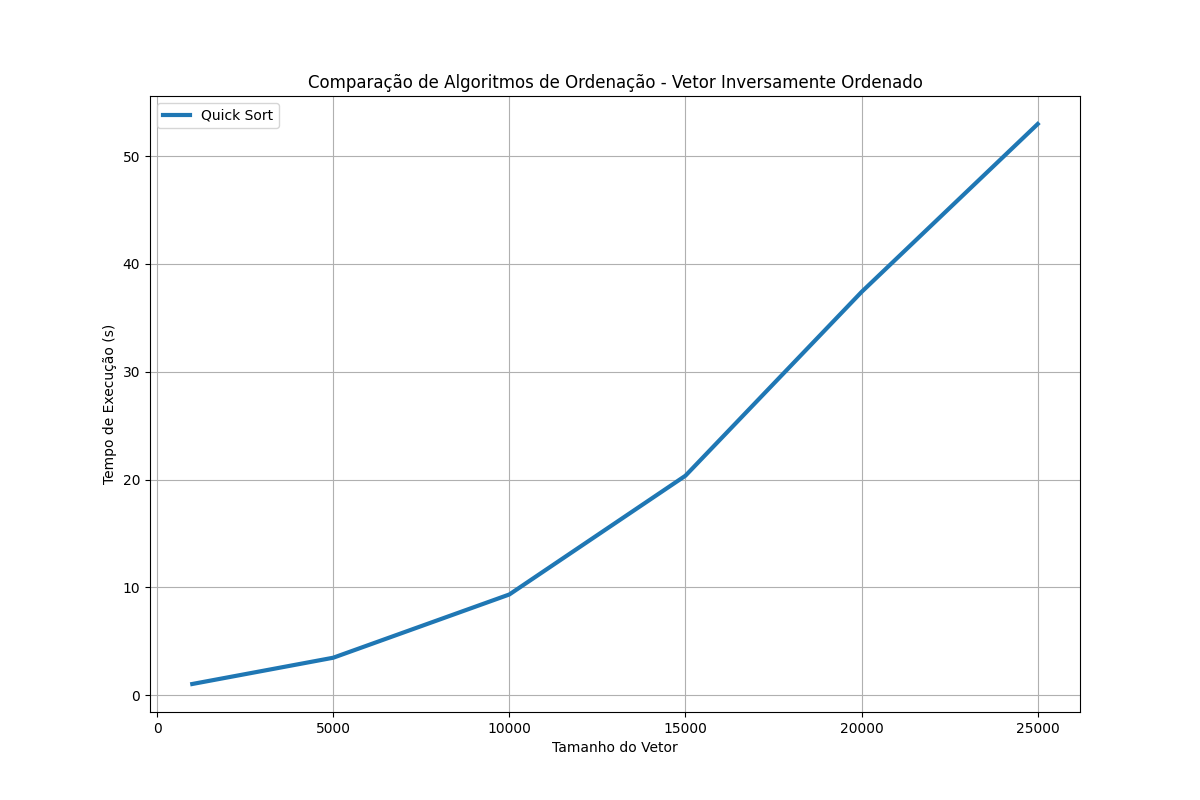 Comparação de Algoritmos de Ordenação - Vetor Inversamente Ordenado
Quick Sort
50
40
30
20
10
0
Tempo de Execução (s)
0 5000 10000 15000 20000 25000
Tamanho do Vetor